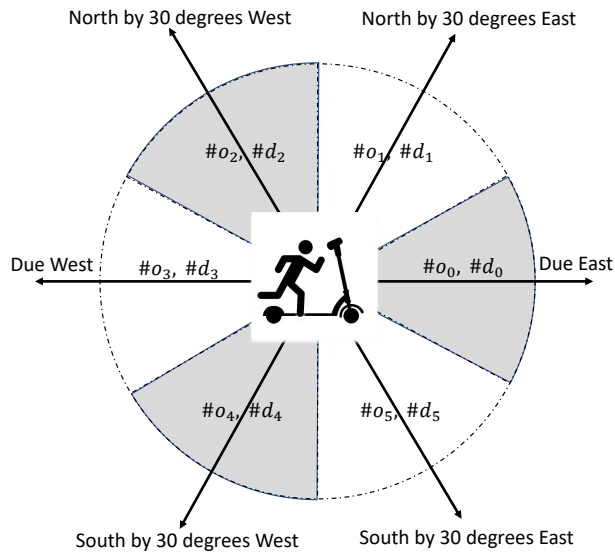 North by 30 degrees West
North by 30 degrees East
#o₂, #d₂
#o₁, #d₁
Due West
#o₃, #d₃
#o₀, #d₀
Due East
#o₄, #d₄
#o₅, #d₅
South by 30 degrees West
South by 30 degrees East